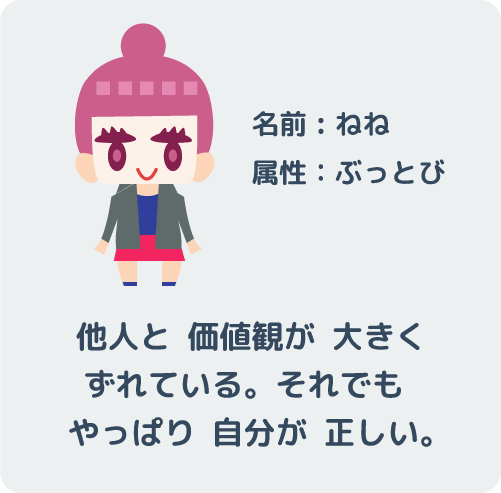 名前：ねね
属性：ぶっとび
他人と 価値観が 大きく
ずれている。それでも
やっぱり 自分が 正しい。